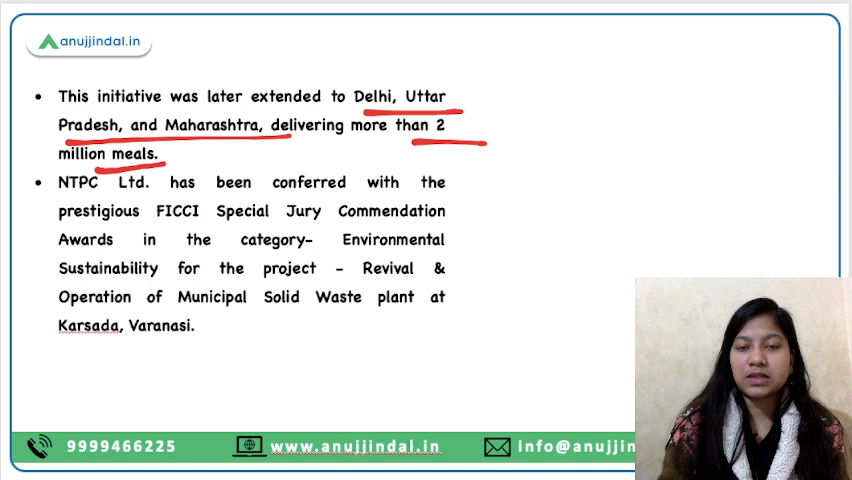 anujjindal.in
• This initiative was later extended to Delhi, Uttar
Pradesh, and Maharashtra, delivering more than 2
million meals.
• NTPC Ltd. has been conferred with the
prestigious FICCI Special Jury Commendation
Awards in the category- Environmental
Sustainability for the project - Revival &
Operation of Municipal Solid Waste plant at
Karsada, Varanasi.
9999466225 www.anujjindal.in info@anujjin